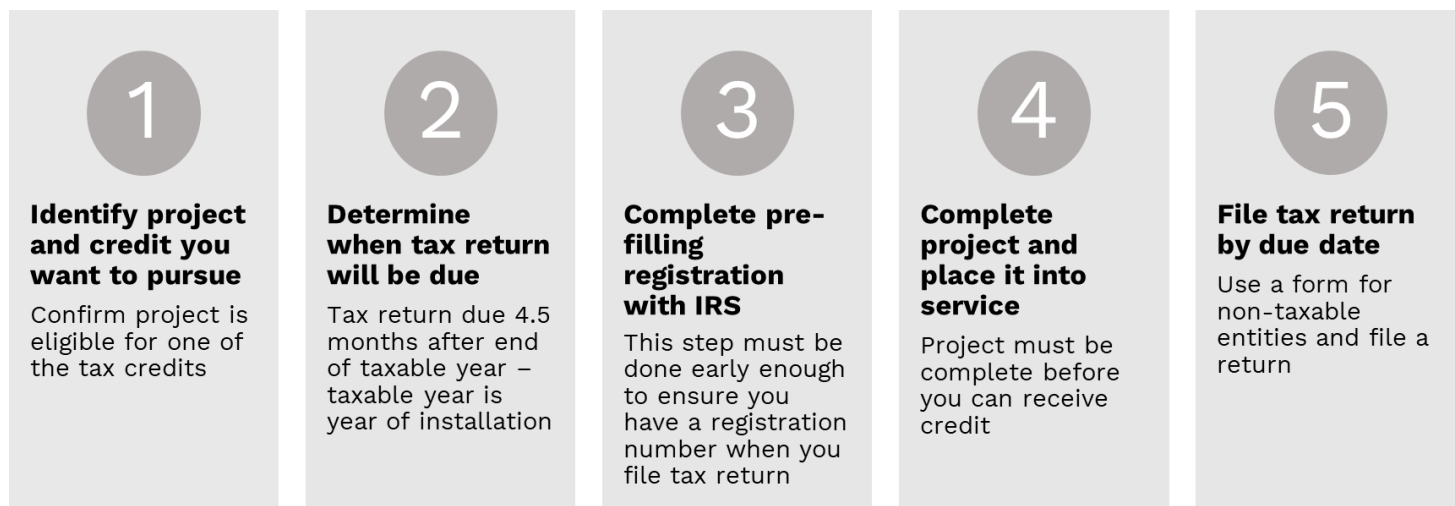 1
Identify project
and credit you
want to pursue
Confirm project is
eligible for one of
the tax credits
2
Determine
when tax return
will be due
Tax return due 4.5
months after end
of taxable year –
taxable year is
year of installation
3
Complete pre-
filling
registration
with IRS
This step must be
done early enough
to ensure you
have a registration
number when you
file tax return
4
Complete
project and
place it into
service
Project must be
complete before
you can receive
credit
5
File tax return
by due date
Use a form for
non-taxable
entities and file a
return